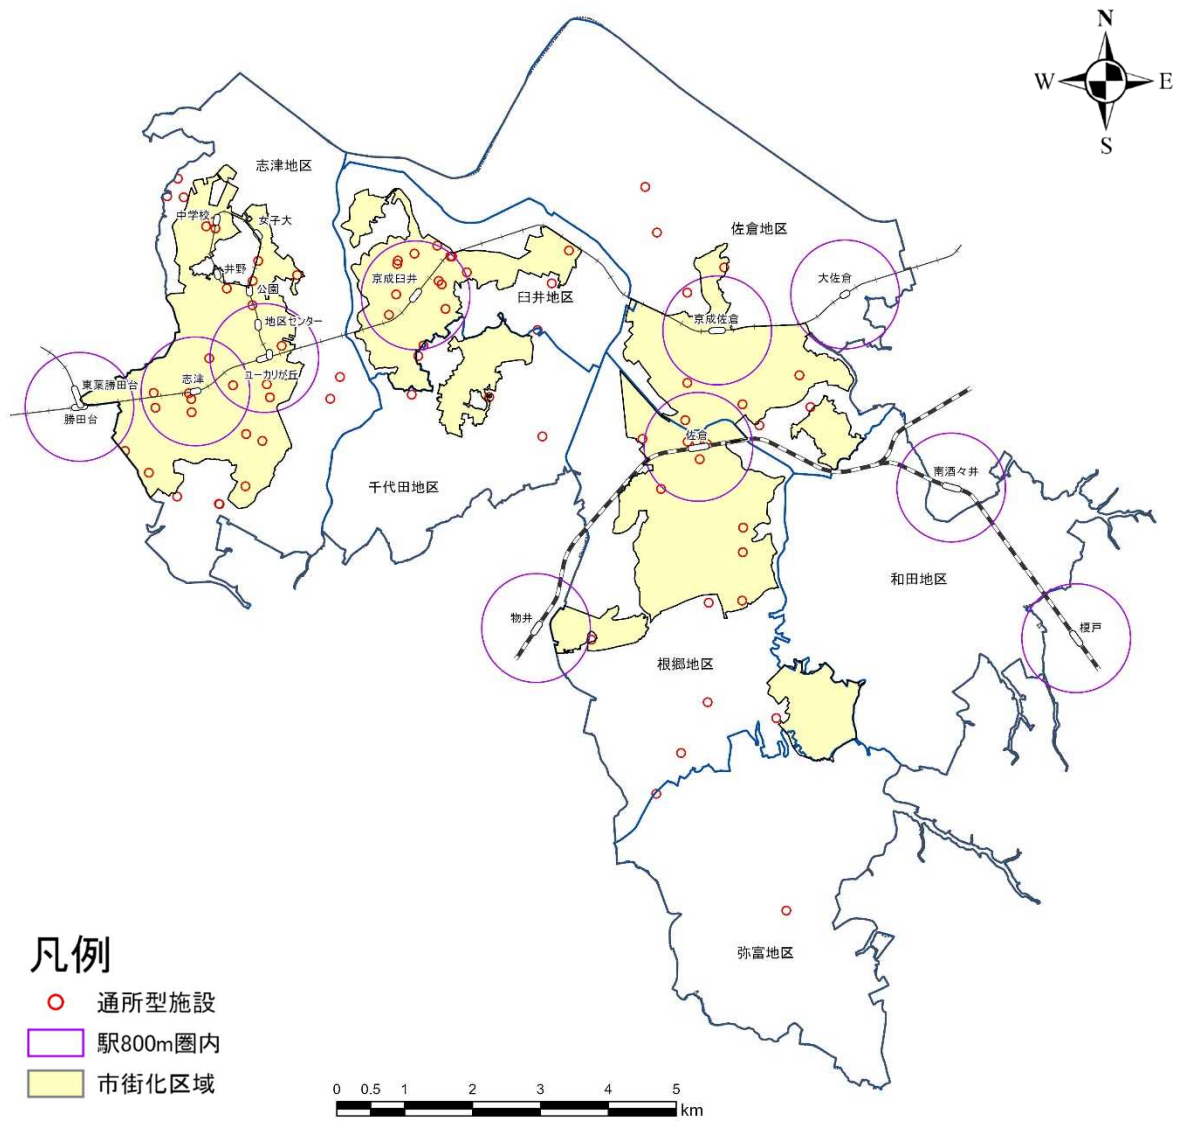 N
W
E
S
志津地区
中学校
女子大
佐倉地区
井野
京成臼井
大佐倉
公園
臼井地区
地区センター
京成佐倉
東葉勝田台
志津
ユーカリが丘
勝田台
佐倉
千代田地区
南酒々井
和田地区
物井
榎戸
根郷地区
弥富地区
凡例
通所型施設
駅800m圏内
市街化区域
0 0.5 1 2 3 4 5
km